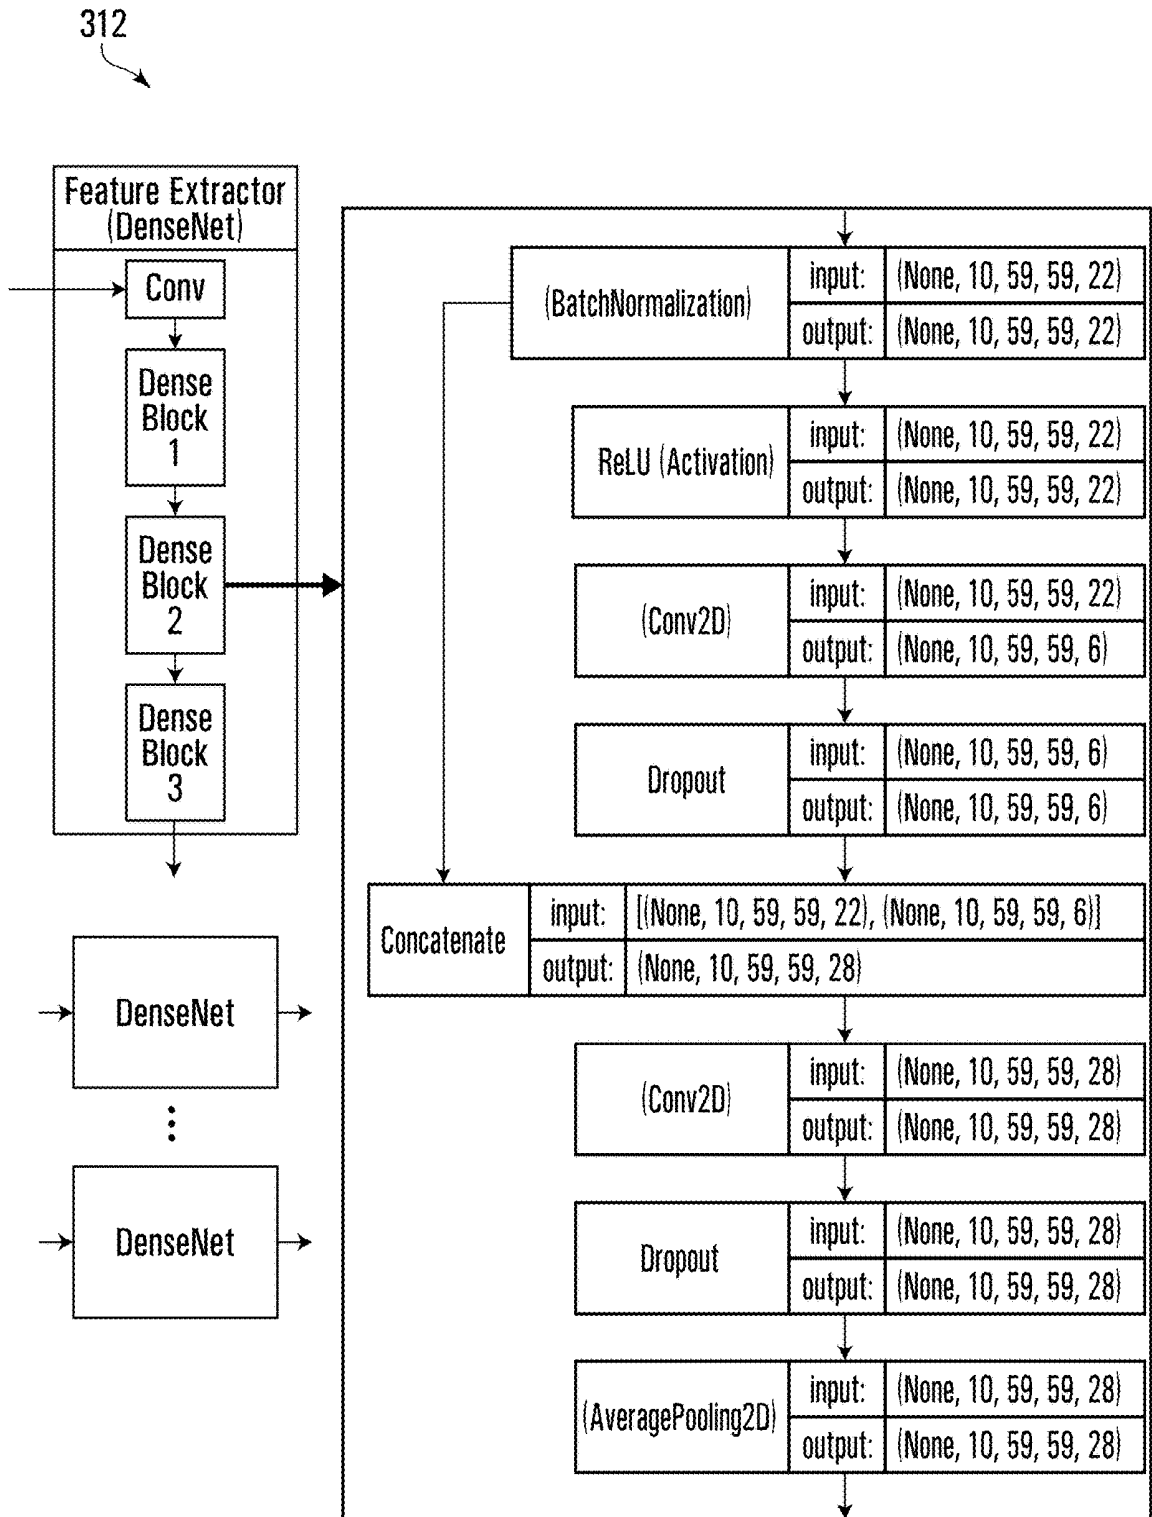 312
Feature Extractor
(DenseNet)
Conv
Dense
Block
1
Dense
Block
2
Dense
Block
3
DenseNet
DenseNet
(BatchNormalization)
input: (None, 10, 59, 59, 22)
output: (None, 10, 59, 59, 22)
ReLU (Activation)
input: (None, 10, 59, 59, 22)
output: (None, 10, 59, 59, 22)
(Conv2D)
input: (None, 10, 59, 59, 22)
output: (None, 10, 59, 59, 6)
Dropout
input: (None, 10, 59, 59, 6)
output: (None, 10, 59, 59, 6)
Concatenate
input: [(None, 10, 59, 59, 22), (None, 10, 59, 59, 6)]
output: (None, 10, 59, 59, 28)
(Conv2D)
input: (None, 10, 59, 59, 28)
output: (None, 10, 59, 59, 28)
Dropout
input: (None, 10, 59, 59, 28)
output: (None, 10, 59, 59, 28)
(AveragePooling2D)
input: (None, 10, 59, 59, 28)
output: (None, 10, 59, 59, 28)